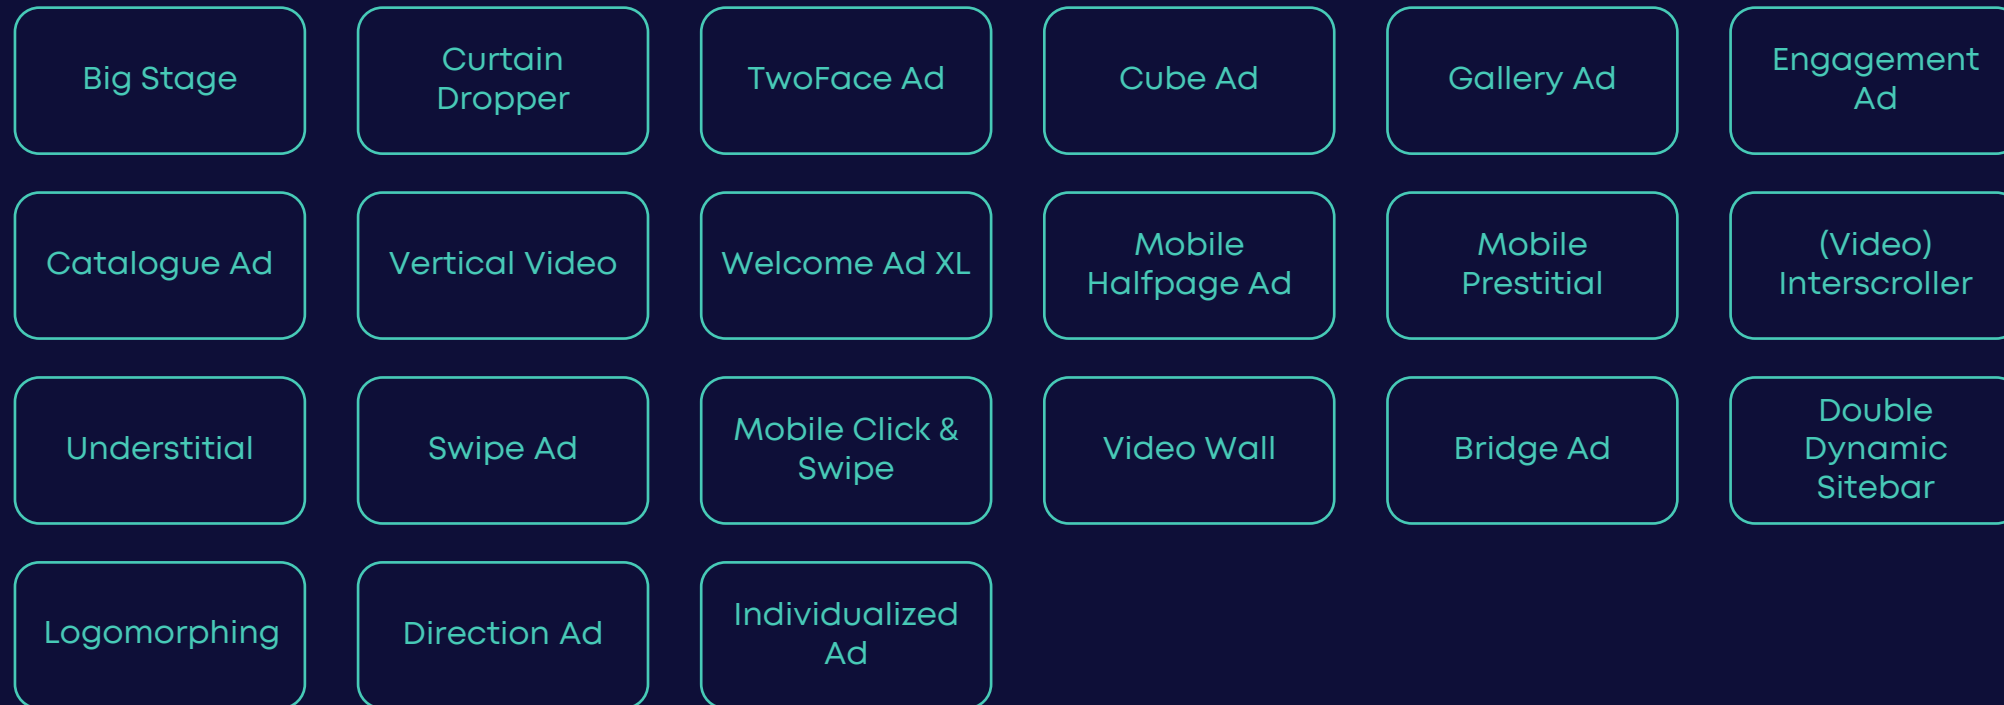 Big Stage
Curtain
Dropper
TwoFace Ad
Cube Ad
Gallery Ad
Engagement
Ad
Catalogue Ad
Vertical Video
Welcome Ad XL
Mobile
Halfpage Ad
Mobile
Prestitial
(Video)
Interscroller
Understitial
Swipe Ad
Mobile Click &
Swipe
Video Wall
Bridge Ad
Double
Dynamic
Sitebar
Logomorphing
Direction Ad
Individualized
Ad